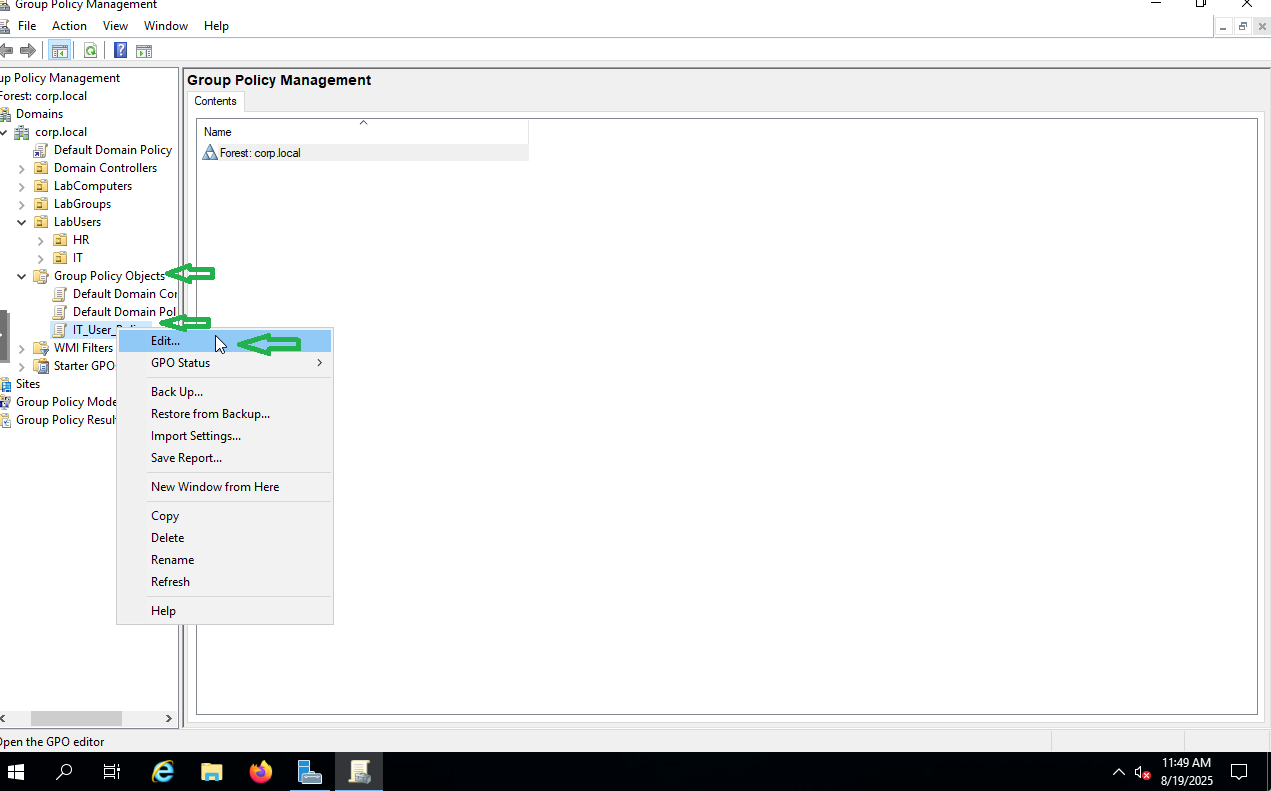 Group Policy Management
File Action View Window Help
up Policy Management
Forest: corp.local
Domains
corp.local
Default Domain Policy
Domain Controllers
LabComputers
LabGroups
LabUsers
HR
IT
Group Policy Objects
Default Domain Cor
Default Domain Pol
IT_User_
WMI Filters
Starter GPO
Sites
Group Policy Mode
Group Policy Resul
Group Policy Management
Contents
Name
Forest: corp.local
Edit...
GPO Status
Back Up...
Restore from Backup...
Import Settings...
Save Report...
New Window from Here
Copy
Delete
Rename
Refresh
Help
Open the GPO editor
11:49 AM
8/19/2025